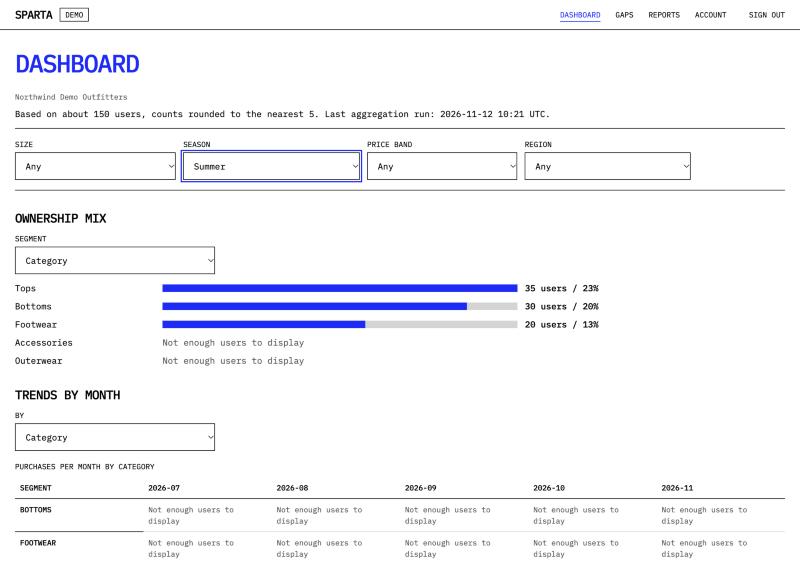 SPARTA DEMO DASHBOARD GAPS REPORTS ACCOUNT SIGN OUT
DASHBOARD
Northwind Demo Outfitters
Based on about 150 users, counts rounded to the nearest 5. Last aggregation run: 2026-11-12 10:21 UTC.
SIZE SEASON PRICE BAND REGION
Any Summer Any Any
OWNERSHIP MIX
SEGMENT
Category
Tops 35 users / 23%
Bottoms 30 users / 20%
Footwear 20 users / 13%
Accessories Not enough users to display
Outerwear Not enough users to display
TRENDS BY MONTH
BY
Category
PURCHASES PER MONTH BY CATEGORY
SEGMENT 2026-07 2026-08 2026-09 2026-10 2026-11
BOTTOMS Not enough users to display Not enough users to display Not enough users to display Not enough users to display Not enough users to display
FOOTWEAR Not enough users to display Not enough users to display Not enough users to display Not enough users to display Not enough users to display